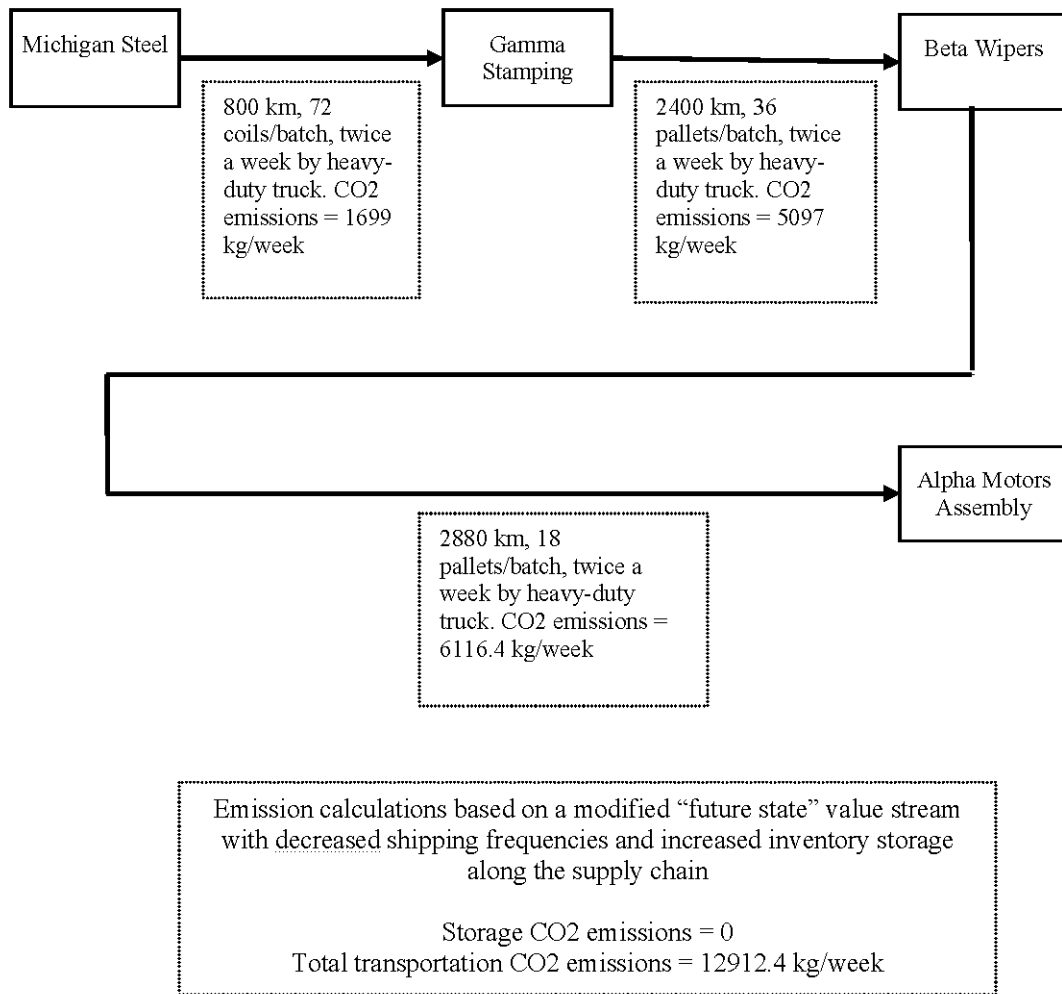 Michigan Steel
Gamma
Stamping
Beta Wipers
800 km, 72
coils/batch, twice
a week by heavy-
duty truck. CO2
emissions = 1699
kg/week
2400 km, 36
pallets/batch, twice
a week by heavy-
duty truck. CO2
emissions = 5097
kg/week
Alpha Motors
Assembly
2880 km, 18
pallets/batch, twice a
week by heavy-duty
truck. CO2 emissions =
6116.4 kg/week
Emission calculations based on a modified “future state” value stream
with decreased shipping frequencies and increased inventory storage
along the supply chain
Storage CO2 emissions = 0
Total transportation CO2 emissions = 12912.4 kg/week